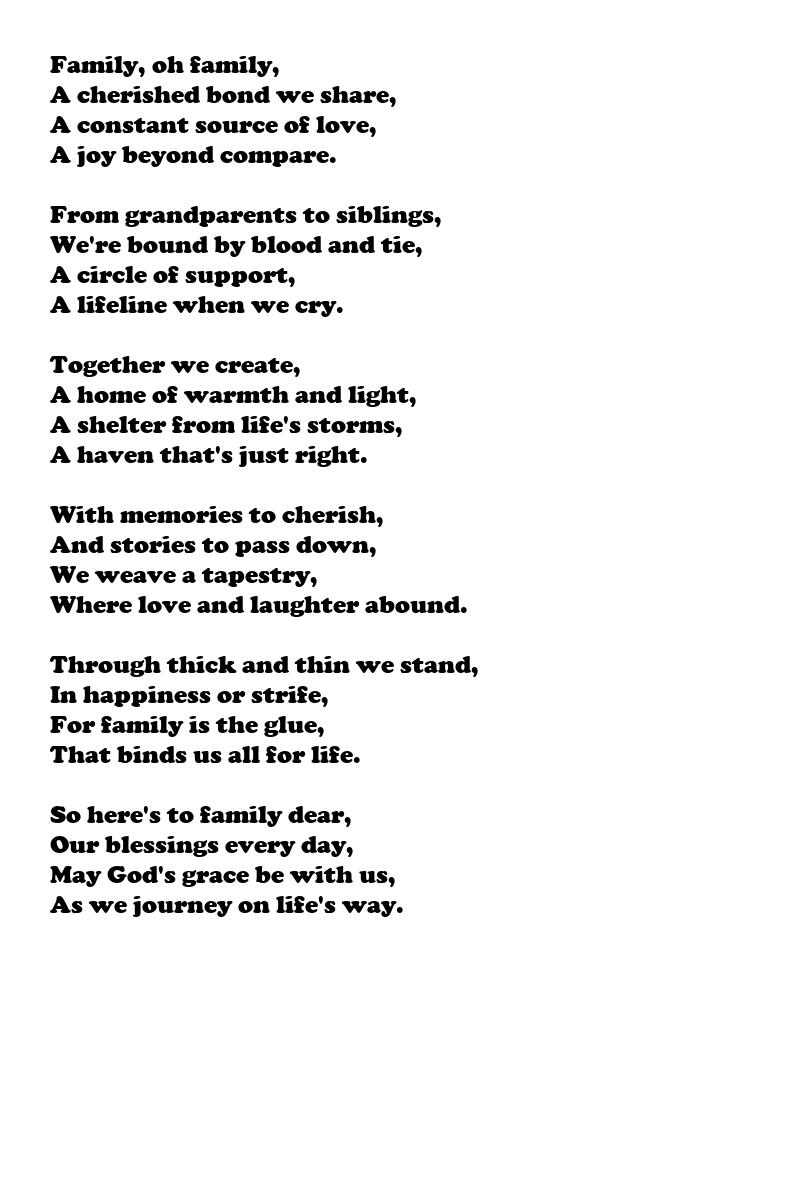 Family, oh family,
A cherished bond we share,
A constant source of love,
A joy beyond compare.

From grandparents to siblings,
We're bound by blood and tie,
A circle of support,
A lifeline when we cry.

Together we create,
A home of warmth and light,
A shelter from life's storms,
A haven that's just right.

With memories to cherish,
And stories to pass down,
We weave a tapestry,
Where love and laughter abound.

Through thick and thin we stand,
In happiness or strife,
For family is the glue,
That binds us all for life.

So here's to family dear,
Our blessings every day,
May God's grace be with us,
As we journey on life's way.